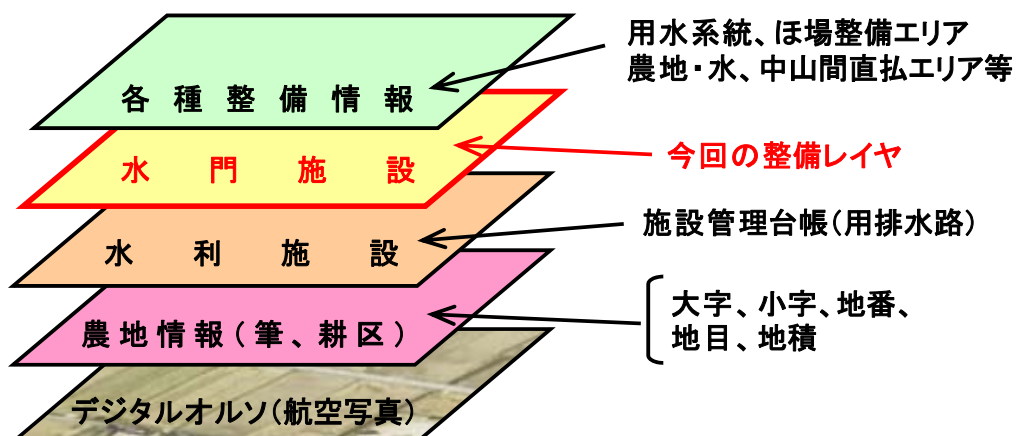 用水系統、ほ場整備エリア
農地・水、中山間直払エリア等
各種整備情報
水門施設
今回の整備レイヤ
水利施設
施設管理台帳(用排水路)
農地情報(筆、耕区)
大字、小字、地番、
地目、地積
デジタルオルソ(航空写真)